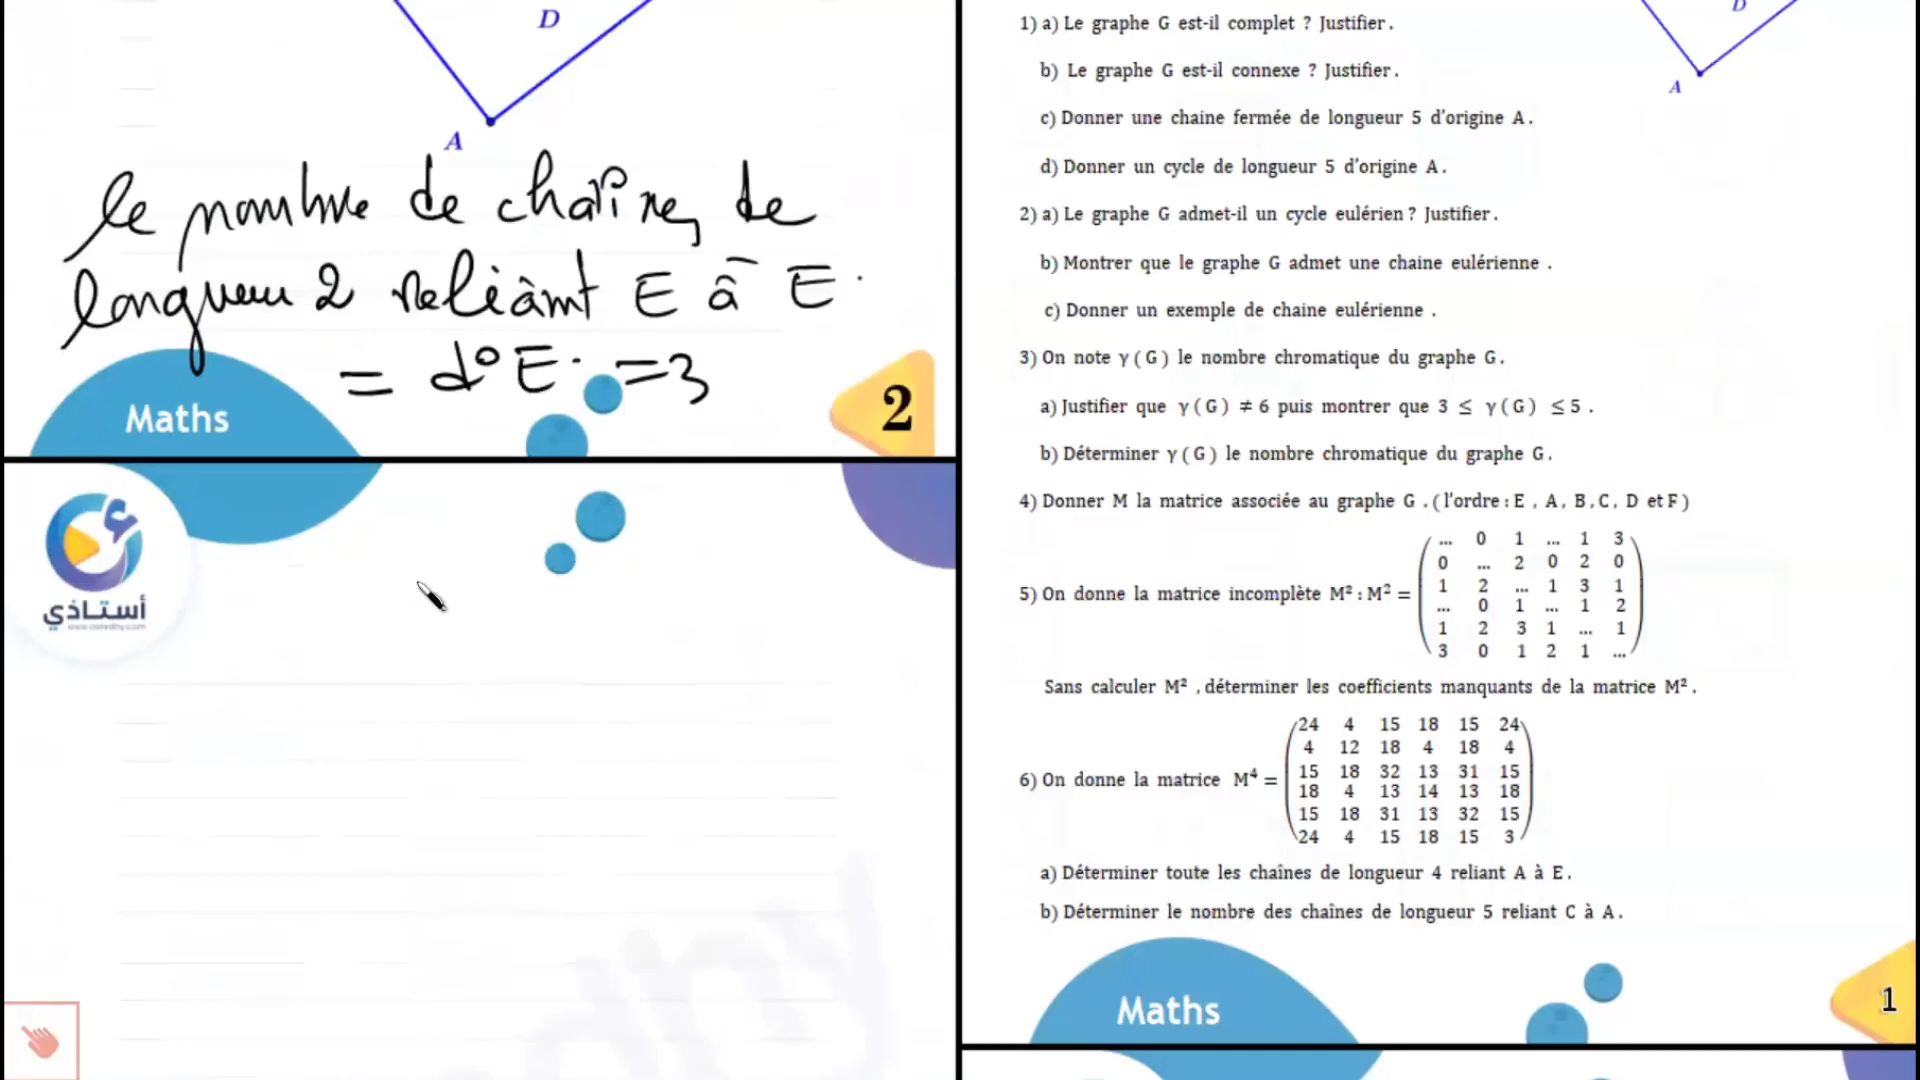 D
A
le nombre de chaîne, de
longueur 2 reliant E à E.
= d° E. = 3
Maths
2
أستاذي
D
A
1) a) Le graphe G est-il complet ? Justifier.
b) Le graphe G est-il connexe ? Justifier.
c) Donner une chaine fermée de longueur 5 d'origine A.
d) Donner un cycle de longueur 5 d'origine A.
2) a) Le graphe G admet-il un cycle eulérien ? Justifier.
b) Montrer que le graphe G admet une chaine eulérienne .
c) Donner un exemple de chaine eulérienne .
3) On note γ ( G ) le nombre chromatique du graphe G.
a) Justifier que γ ( G ) ≠ 6 puis montrer que 3 ≤ γ ( G ) ≤ 5 .
b) Déterminer γ ( G ) le nombre chromatique du graphe G.
4) Donner M la matrice associée au graphe G . ( l'ordre : E , A , B , C , D et F )
5) On donne la matrice incomplète M² : M² =
... 0 1 ... 1 3
0 ... 2 0 2 0
1 2 ... 1 3 1
... 0 1 ... 1 2
1 2 3 1 ... 1
3 0 1 2 1 ...
Sans calculer M² , déterminer les coefficients manquants de la matrice M² .
6) On donne la matrice M⁴ =
24 4 15 18 15 24
4 12 18 4 18 4
15 18 32 13 31 15
18 4 13 14 13 18
15 18 31 13 32 15
24 4 15 18 15 3
a) Déterminer toute les chaînes de longueur 4 reliant A à E .
b) Déterminer le nombre des chaînes de longueur 5 reliant C à A .
Maths
1